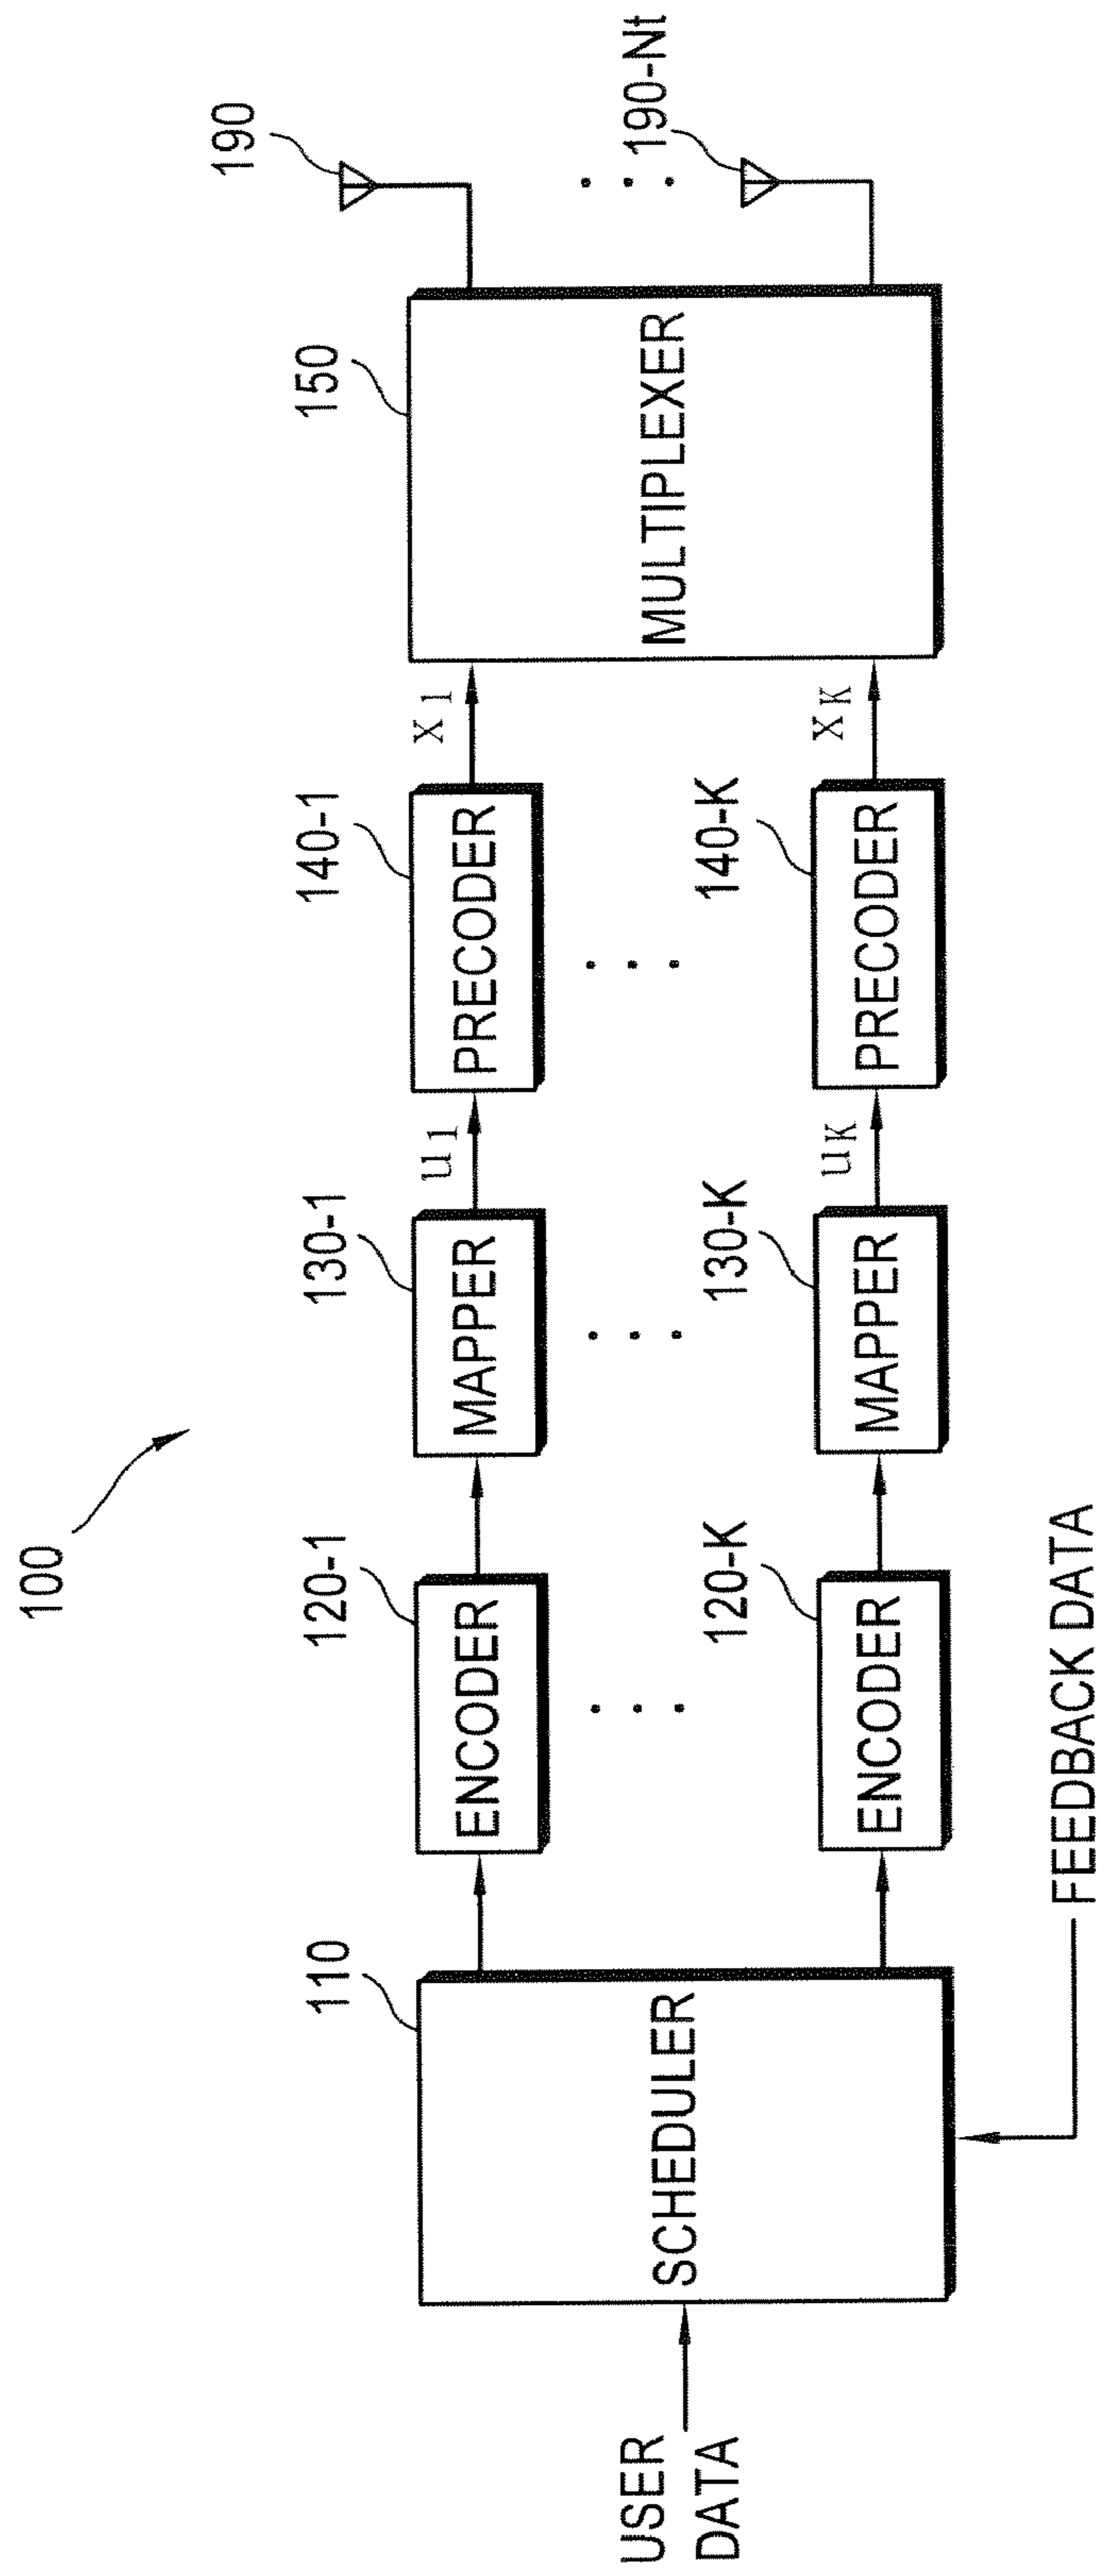 100
110
120-1
130-1
140-1
150
190
USER
DATA
SCHEDULER
ENCODER
MAPPER
u1
PRECODER
x1
MULTIPLEXER
120-K
130-K
140-K
190-Nt
ENCODER
MAPPER
uK
PRECODER
xK
FEEDBACK DATA